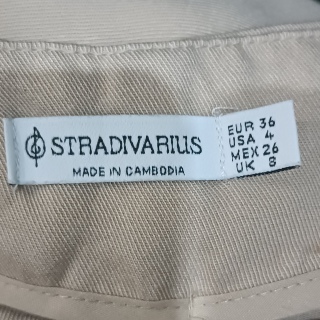 STRADIVARIUS
MADE IN CAMBODIA
EUR 36
USA 4
MEX 26
UK 8